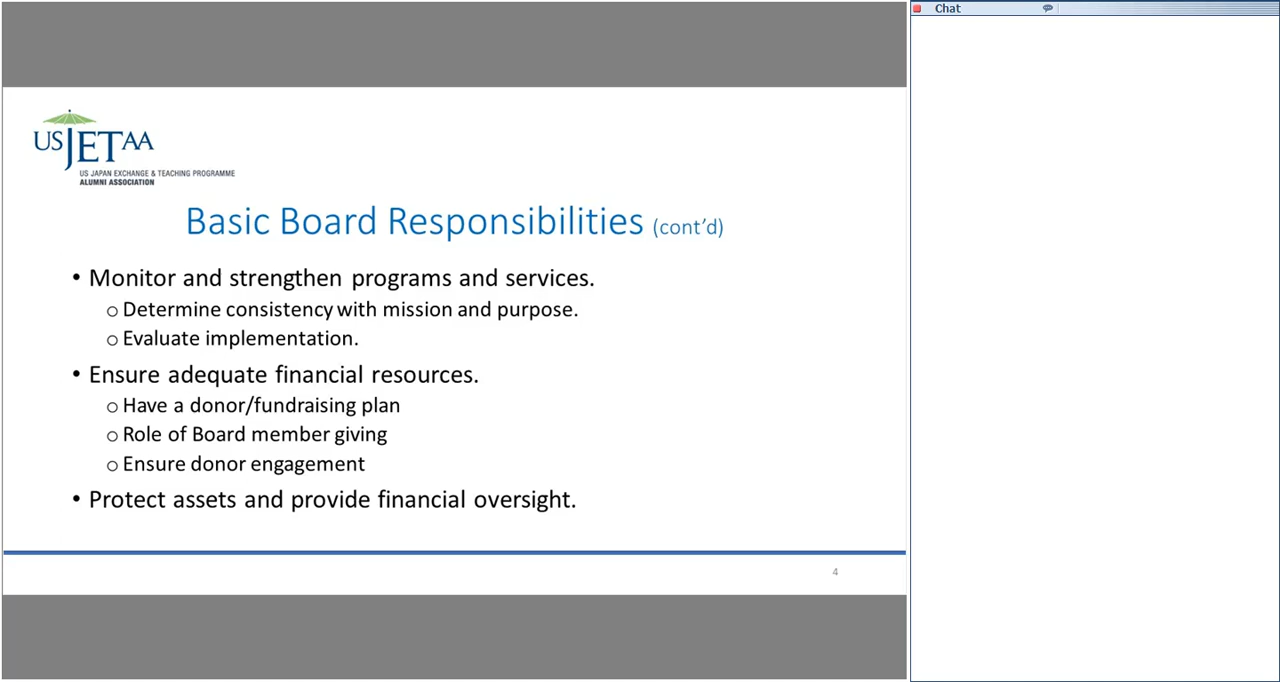 US JET AA
US JAPAN EXCHANGE & TEACHING PROGRAMME
ALUMNI ASSOCIATION
Basic Board Responsibilities (cont’d)
• Monitor and strengthen programs and services.
o Determine consistency with mission and purpose.
o Evaluate implementation.
• Ensure adequate financial resources.
o Have a donor/fundraising plan
o Role of Board member giving
o Ensure donor engagement
• Protect assets and provide financial oversight.
4
Chat